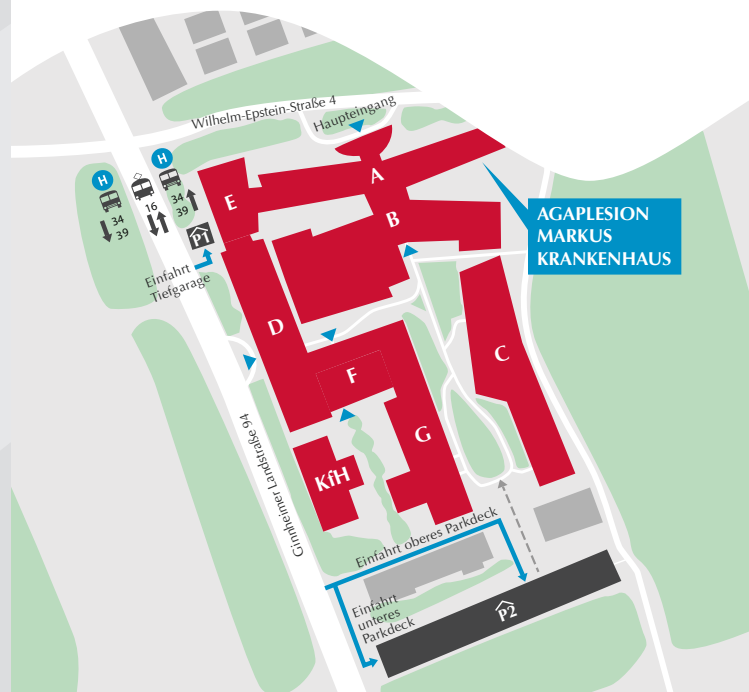 Wilhelm-Epstein-Straße 4
Haupteingang
H
H
34
39
16
34
39
P1
Einfahrt
Tiefgarage
A
B
E
D
C
F
G
KfH
AGAPLESION
MARKUS
KRANKENHAUS
Ginnheimer Landstraße 94
Einfahrt oberes Parkdeck
Einfahrt
unteres
Parkdeck
P2